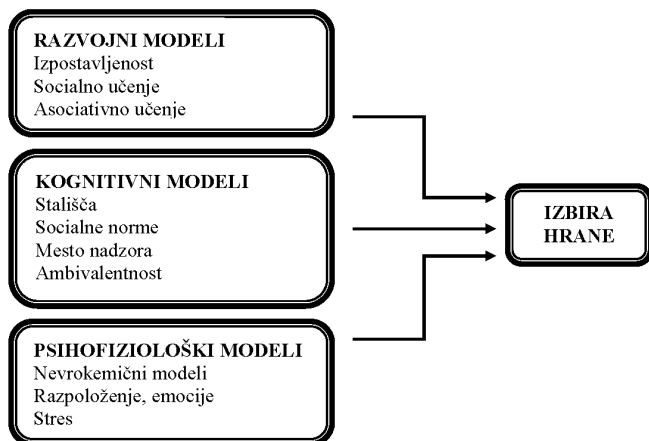 RAZVOJNI MODELI
Izpostavljenost
Socialno učenje
Asociativno učenje
KOGNITIVNI MODELI
Stališča
Socialne norme
Mesto nadzora
Ambivalentnost
PSIHOFIZIOLOŠKI MODELI
Nevrokemični modeli
Razpoloženje, emocije
Stres
IZBIRA
HRANE